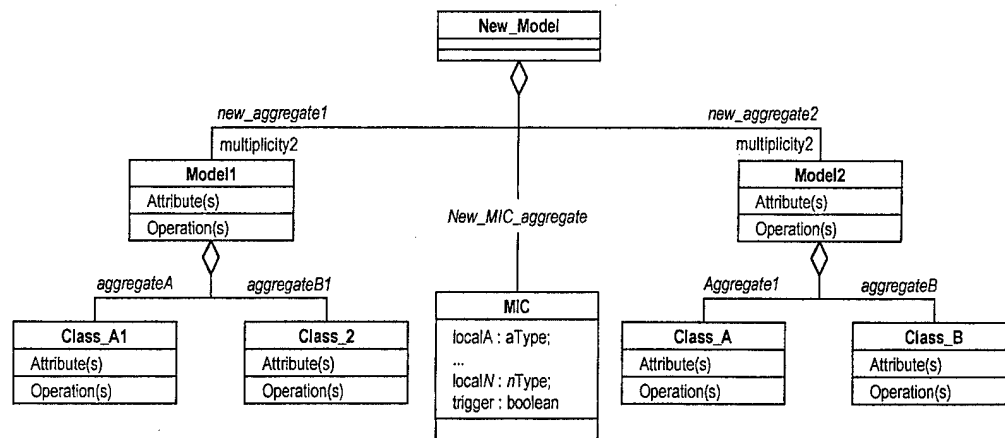 New_Model
new_aggregate1
new_aggregate2
multiplicity2
multiplicity2
Model1
Attribute(s)
Operation(s)
Model2
Attribute(s)
Operation(s)
New_MIC_aggregate
aggregateA
aggregateB1
Aggregate1
aggregateB
Class_A1
Attribute(s)
Operation(s)
Class_2
Attribute(s)
Operation(s)
MIC
localA : aType;
...
localN : nType;
trigger : boolean
Class_A
Attribute(s)
Operation(s)
Class_B
Attribute(s)
Operation(s)